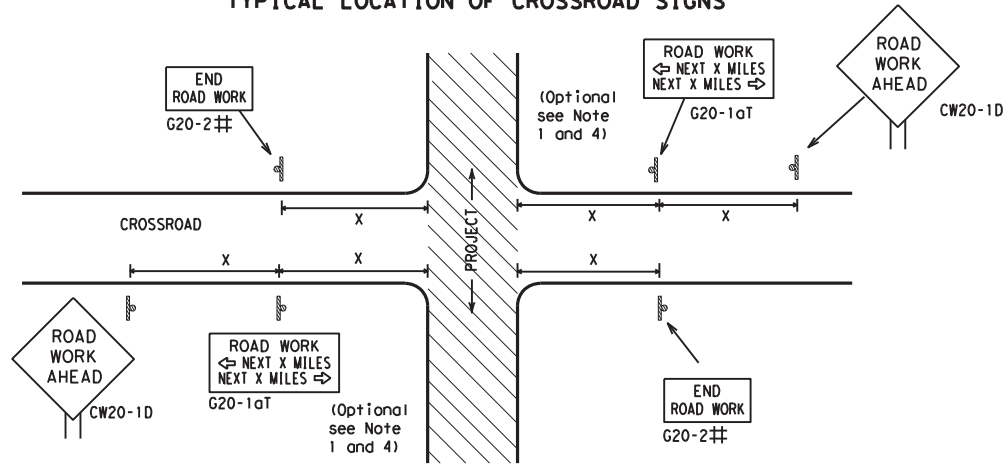 TYPICAL LOCATION OF CROSSROAD SIGNS
END
ROAD WORK
G20-2#
(Optional
see Note
1 and 4)
ROAD WORK
⇦ NEXT X MILES
NEXT X MILES ⇨
G20-1aT
ROAD
WORK
AHEAD
CW20-1D
CROSSROAD
X
X
X
PROJECT
X
X
X
ROAD
WORK
AHEAD
CW20-1D
ROAD WORK
⇦ NEXT X MILES
NEXT X MILES ⇨
G20-1aT
(Optional
see Note
1 and 4)
END
ROAD WORK
G20-2#